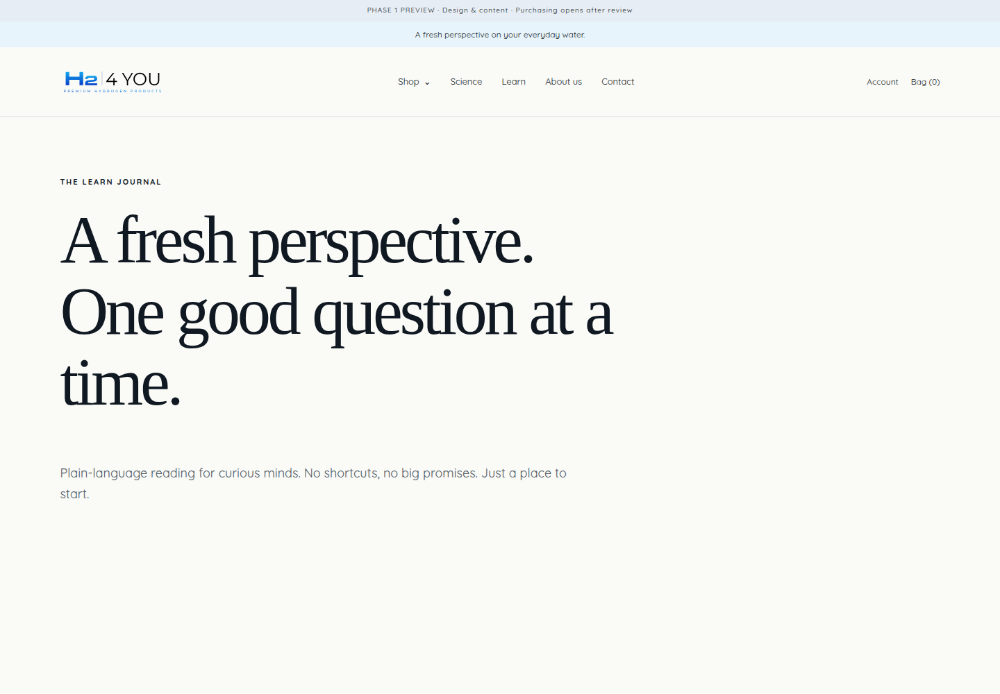 PHASE 1 PREVIEW · Design & content · Purchasing opens after review
A fresh perspective on your everyday water.
H2 | 4 YOU
PREMIUM HYDROGEN PRODUCTS
Shop Science Learn About us Contact
Account Bag (0)
THE LEARN JOURNAL
A fresh perspective.
One good question at a
time.
Plain-language reading for curious minds. No shortcuts, no big promises. Just a place to
start.